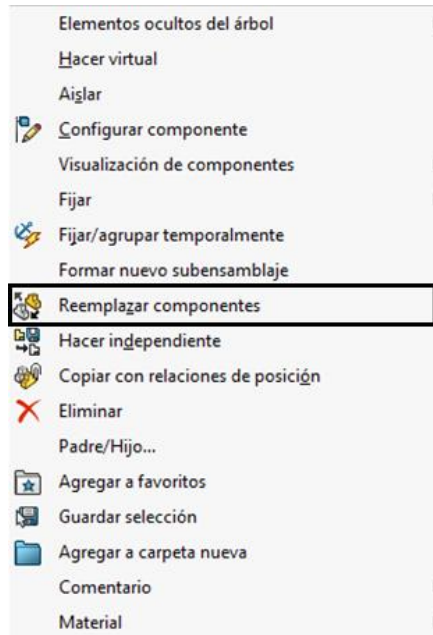 Elementos ocultos del árbol
Hacer virtual
Aislar
Configurar componente
Visualización de componentes
Fijar
Fijar/agrupar temporalmente
Formar nuevo subensamblaje
Reemplazar componentes
Hacer independiente
Copiar con relaciones de posición
Eliminar
Padre/Hijo...
Agregar a favoritos
Guardar selección
Agregar a carpeta nueva
Comentario
Material